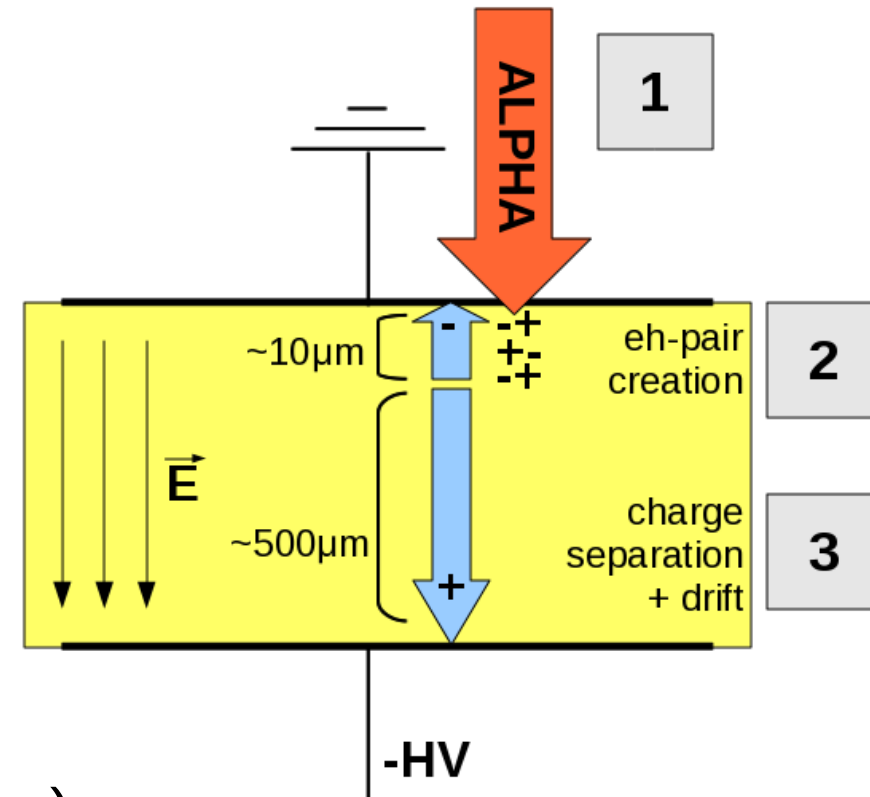 ALPHA
1
-
-+
+-
-+
~10µm
eh-pair
creation
2
E
~500µm
+
charge
separation
+ drift
3
-HV
)